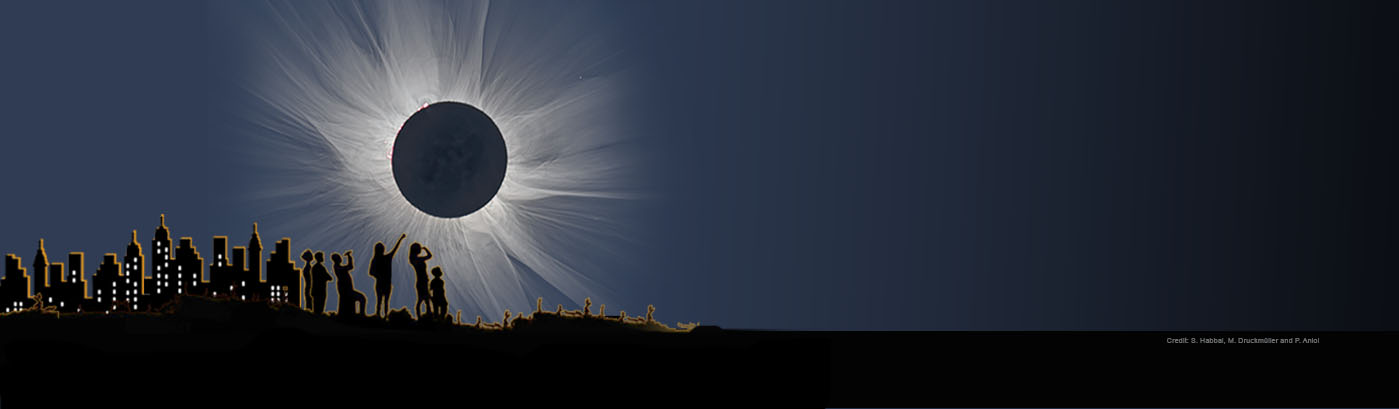 Credit: S. Habbal, M. Druckmüller and P. Aniol